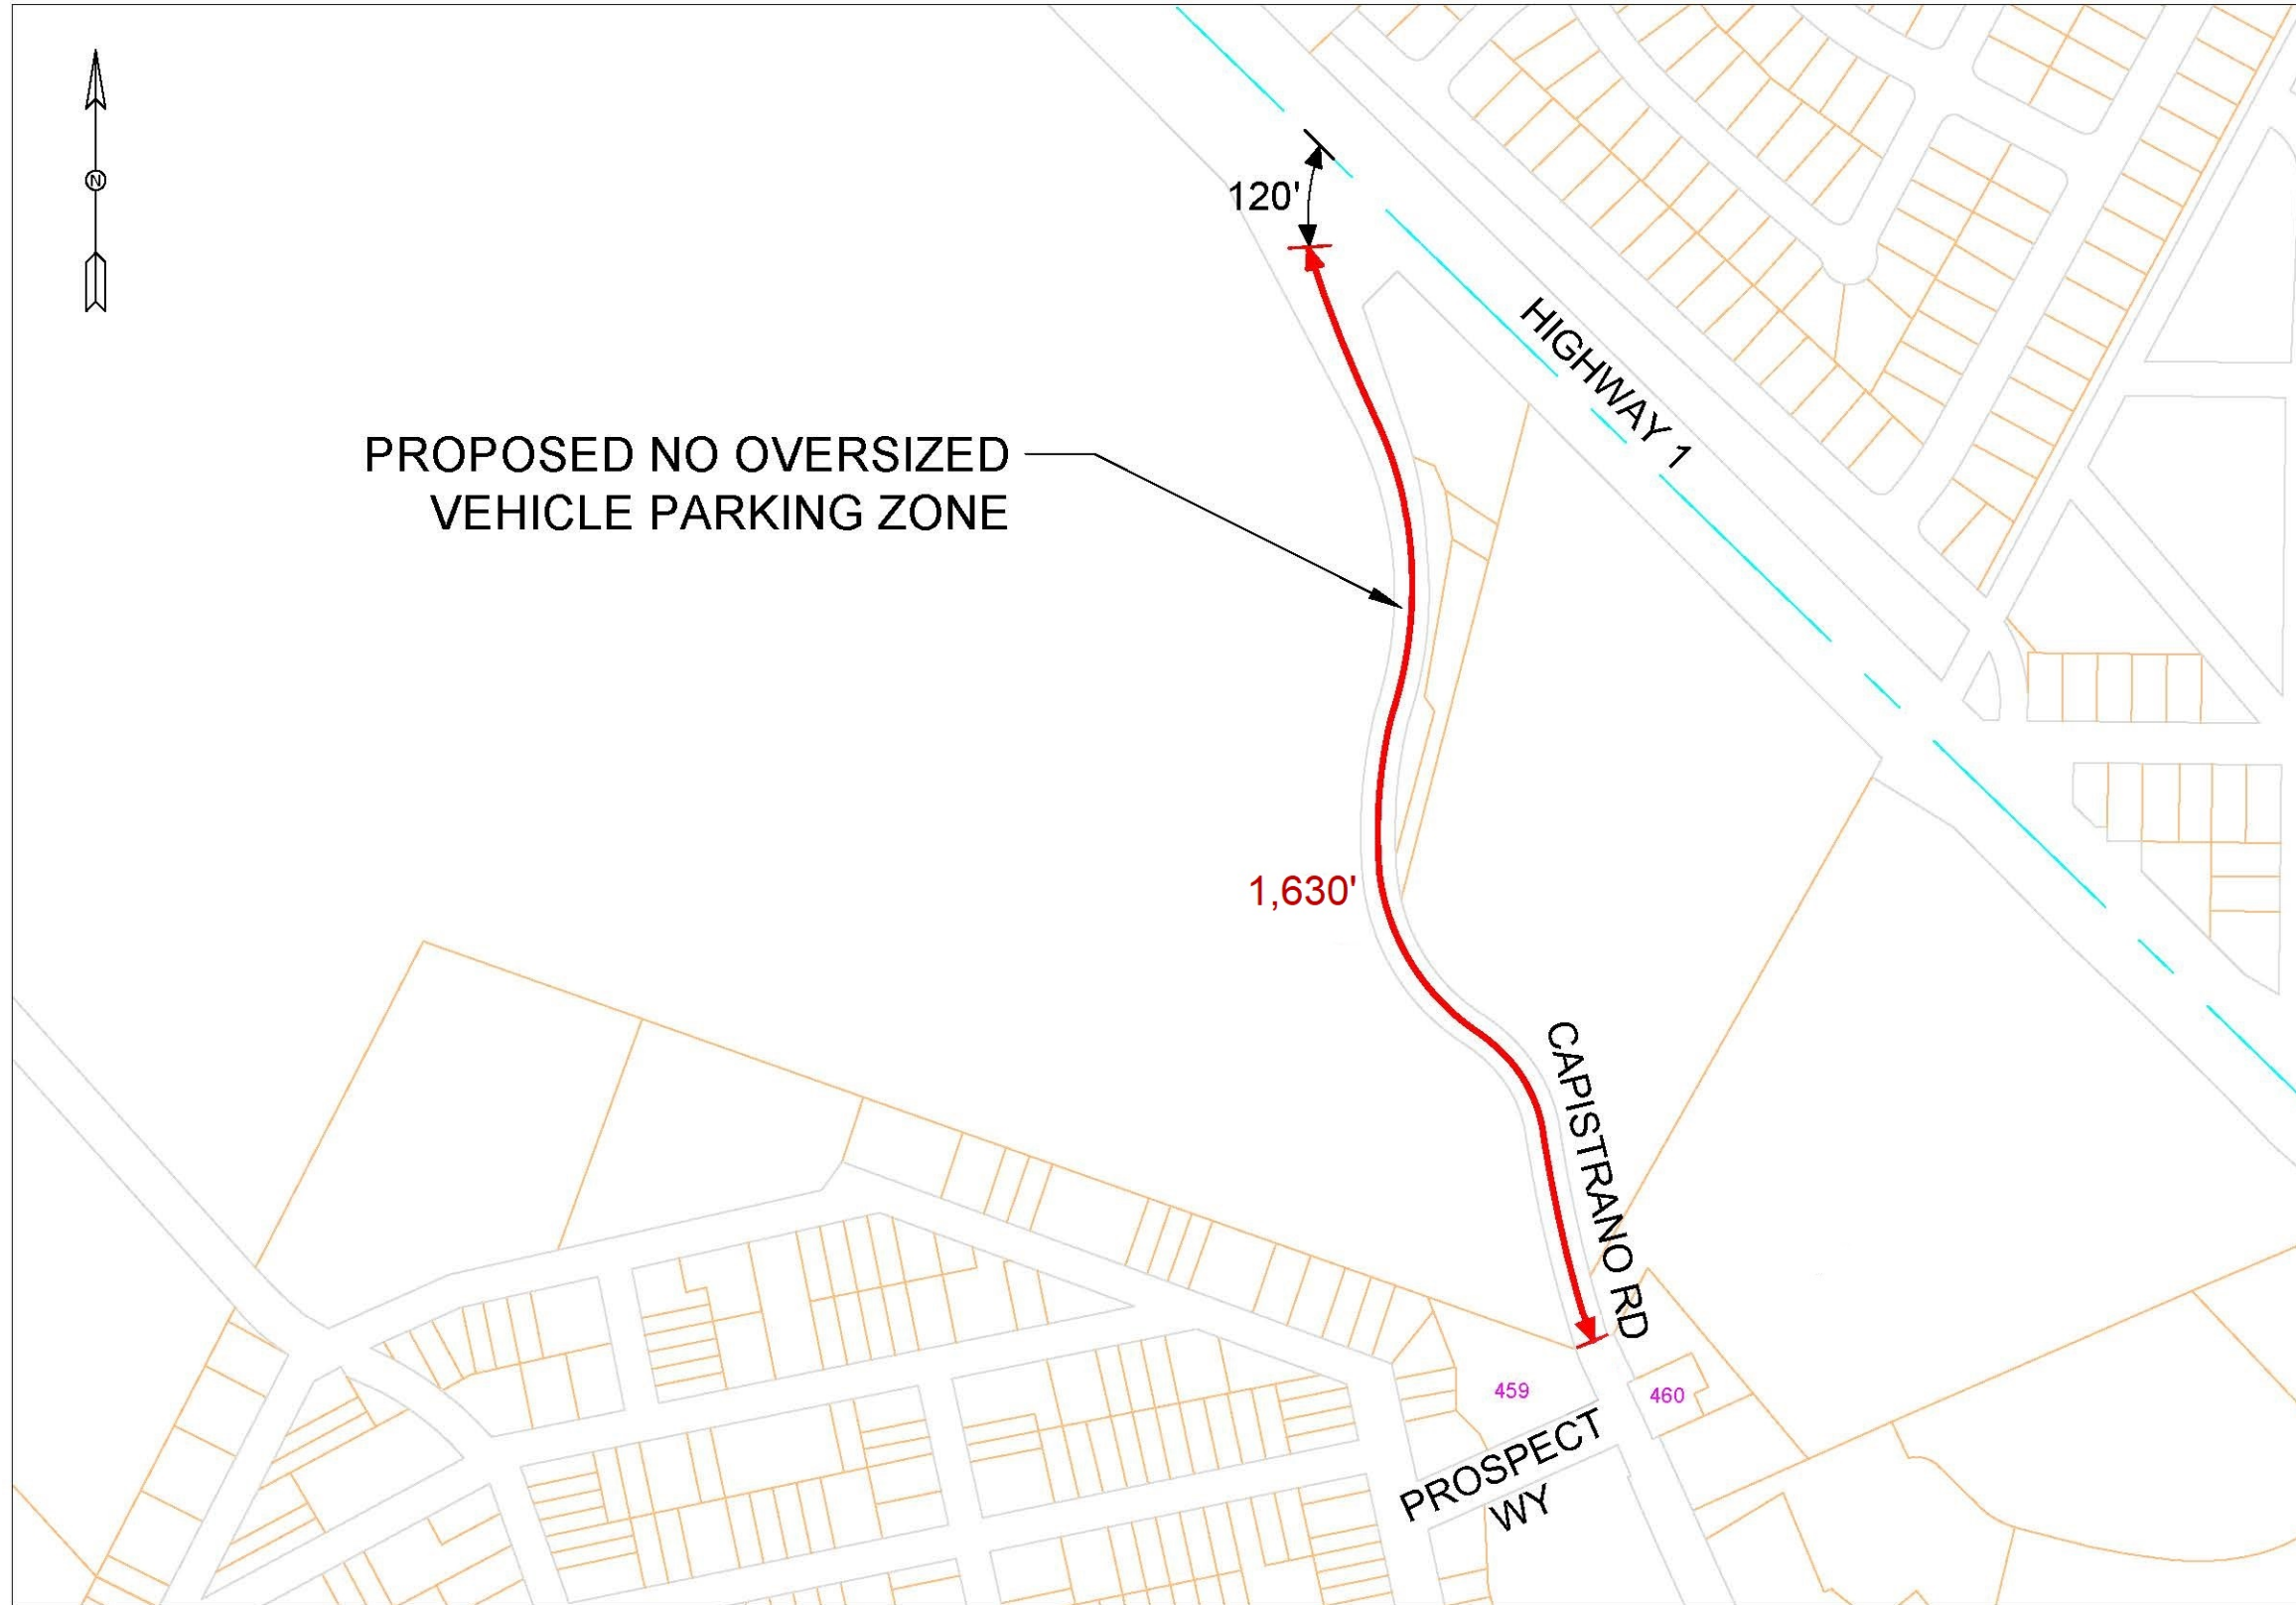 N
120'
HIGHWAY 1
PROPOSED NO OVERSIZED
VEHICLE PARKING ZONE
1,630'
CAPISTRANO RD
459
460
PROSPECT
WY